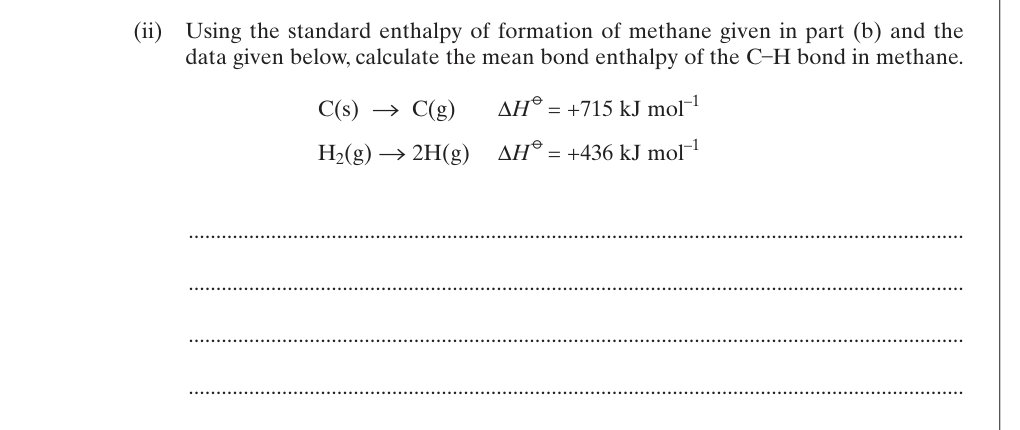 (ii) Using the standard enthalpy of formation of methane given in part (b) and the
data given below, calculate the mean bond enthalpy of the C–H bond in methane.
C(s) → C(g) ΔH⦵ = +715 kJ mol⁻¹
H₂(g) → 2H(g) ΔH⦵ = +436 kJ mol⁻¹